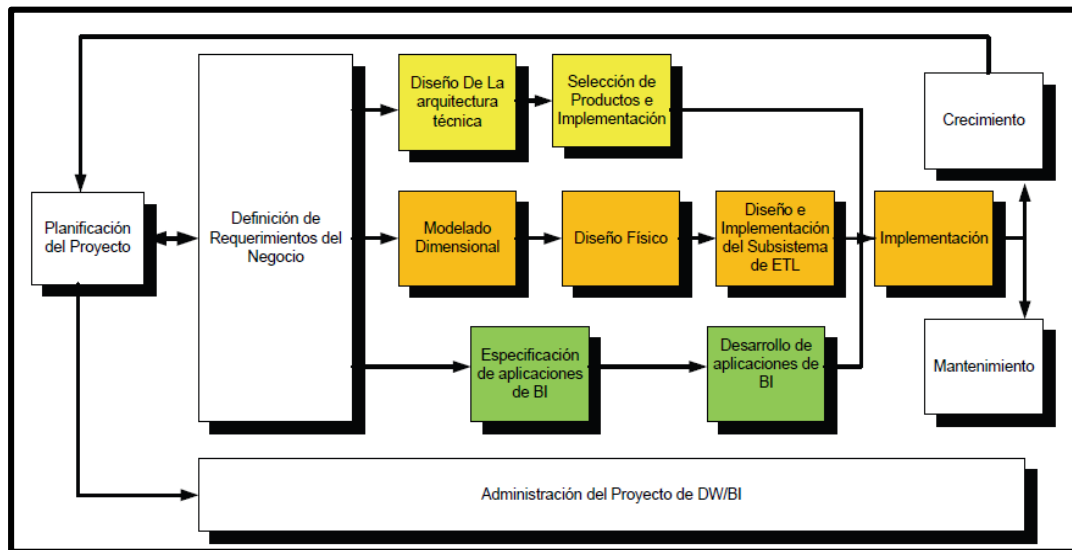 Planificación
del Proyecto
Definición de
Requerimientos del
Negocio
Diseño De La
arquitectura
técnica
Selección de
Productos e
Implementación
Modelado
Dimensional
Diseño Físico
Diseño e
Implementación
del Subsistema
de ETL
Especificación
de aplicaciones
de BI
Desarrollo de
aplicaciones de
BI
Implementación
Crecimiento
Mantenimiento
Administración del Proyecto de DW/BI